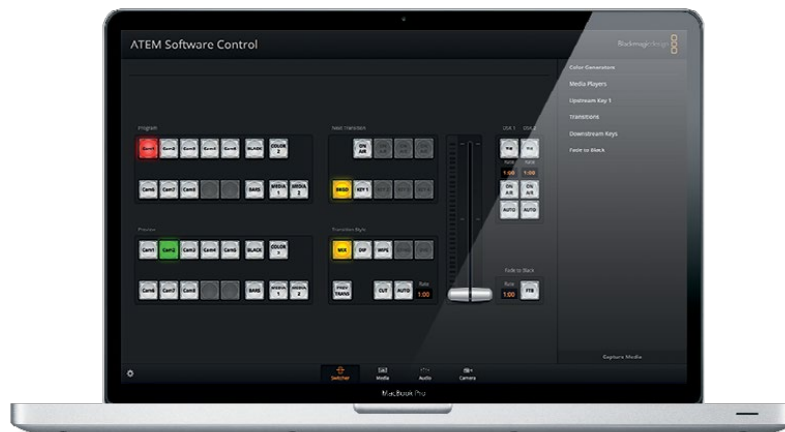 ATEM Software Control
Blackmagicdesign
Color Generators
Media Players
Upstream Key 1
Transitions
Downstream Keys
Fade to Black
Program
Cam1 Cam2 Cam3 Cam4 Cam5 BLACK COLOR 2
Cam6 Cam7 Cam8 BARS MEDIA 1 MEDIA 2
Next Transition
ON AIR
BKGD KEY 1
DSK 1 DSK 2
TIE TIE
Rate Rate
1:00 1:00
ON AIR ON AIR
AUTO AUTO
Preview
Cam1 Cam2 Cam3 Cam4 Cam5 BLACK
Cam6 Cam7 Cam8 BARS MEDIA 1 MEDIA 2
Transition Style
MIX DIP WIPE
PREV TRANS CUT AUTO Rate 1:00
Fade to Black
Rate
1:00 FTB
Capture Media
Switcher Media Audio Camera
MacBook Pro